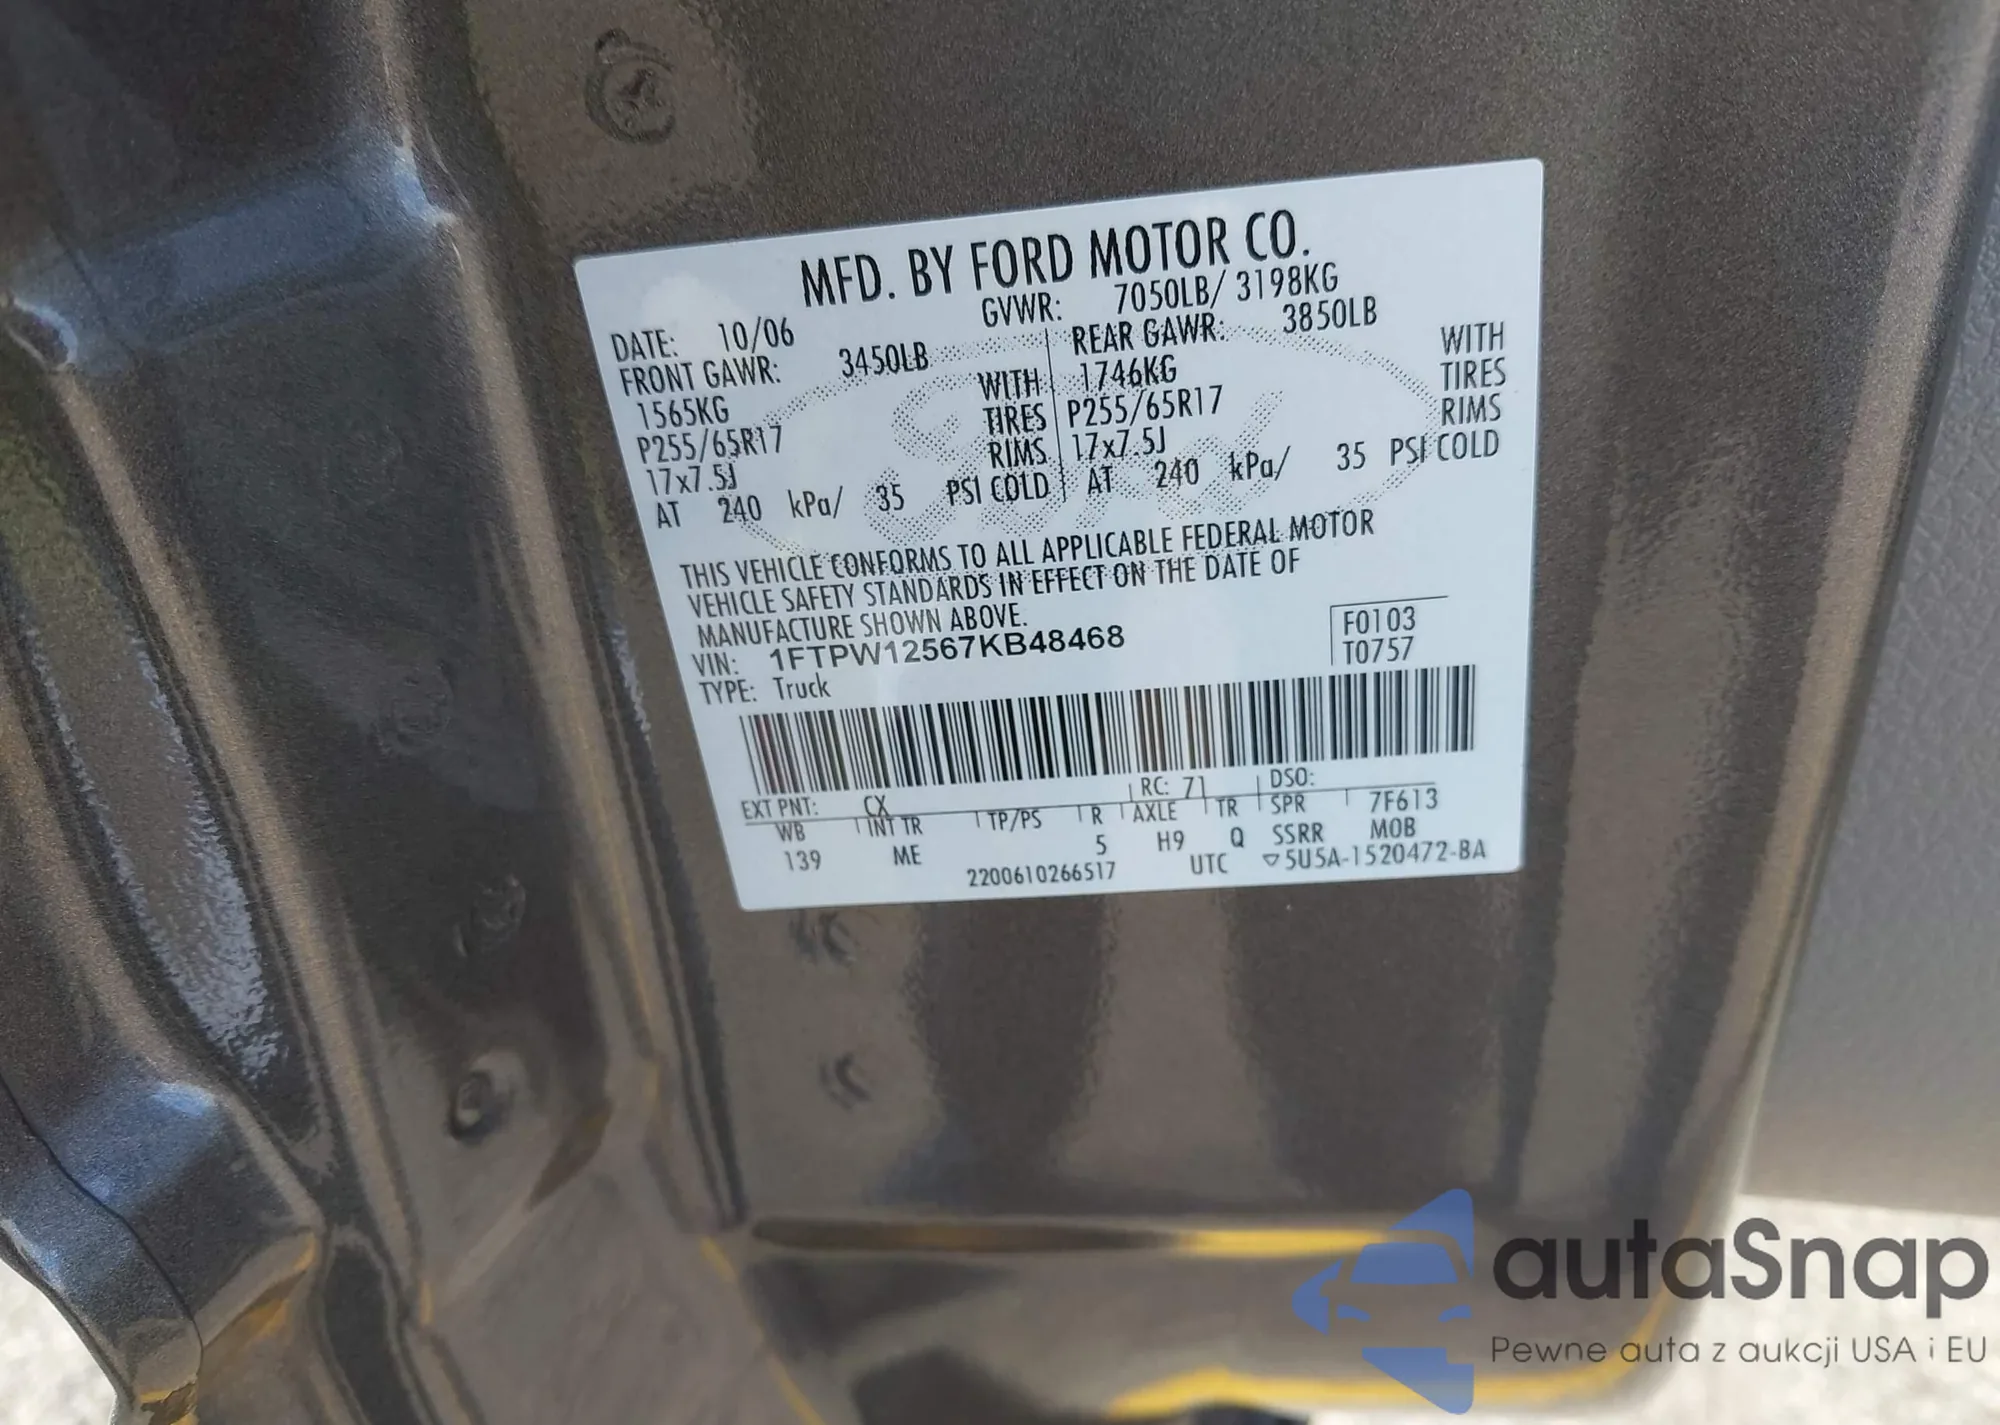 MFD. BY FORD MOTOR CO.
DATE: 10/06 GVWR: 7050LB/ 3198KG
FRONT GAWR: 3450LB REAR GAWR: 3850LB
1565KG WITH 1746KG WITH
P255/65R17 TIRES P255/65R17 TIRES
17x7.5J RIMS 17x7.5J RIMS
AT 240 kPa/ 35 PSI COLD AT 240 kPa/ 35 PSI COLD
THIS VEHICLE CONFORMS TO ALL APPLICABLE FEDERAL MOTOR
VEHICLE SAFETY STANDARDS IN EFFECT ON THE DATE OF
MANUFACTURE SHOWN ABOVE.
VIN: 1FTPW12567KB48468 F0103
TYPE: Truck T0757
EXT PNT: CX RC: 71 DSO:
WB INT TR TP/PS R AXLE TR SPR 7F613
139 ME 5 H9 Q SSRR M0B
2200610266517 UTC ▽5U5A-1520472-BA
autaSnap
Pewne auta z aukcji USA i EU